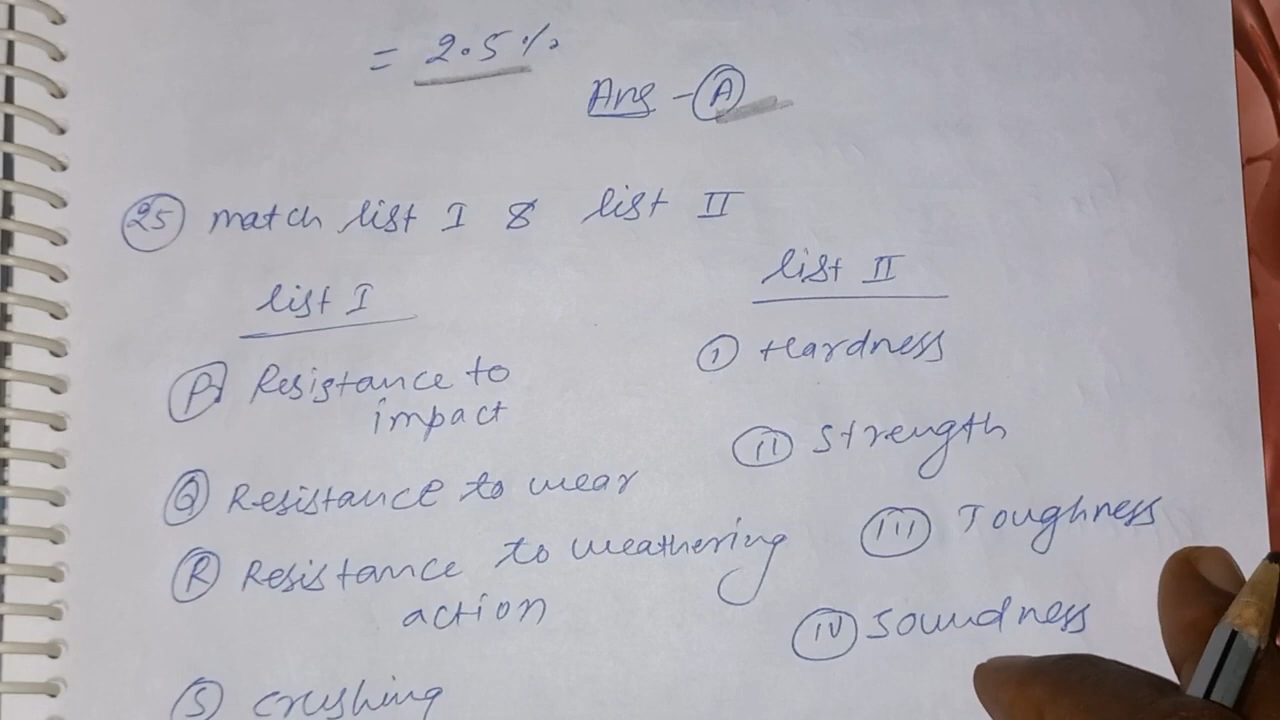 = 2.5%
Ans - A
25 match list I & list II
list I
list II
P Resistance to impact
I Hardness
Q Resistance to wear
II Strength
R Resistance to weathering action
III Toughness
IV Soundness
S crushing